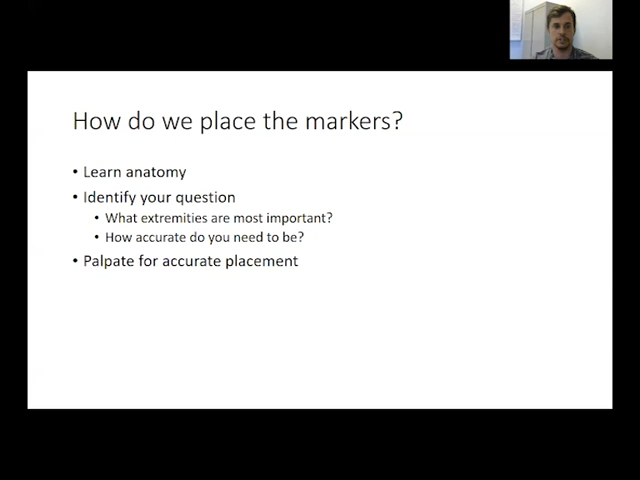 How do we place the markers?
• Learn anatomy
• Identify your question
• What extremities are most important?
• How accurate do you need to be?
• Palpate for accurate placement